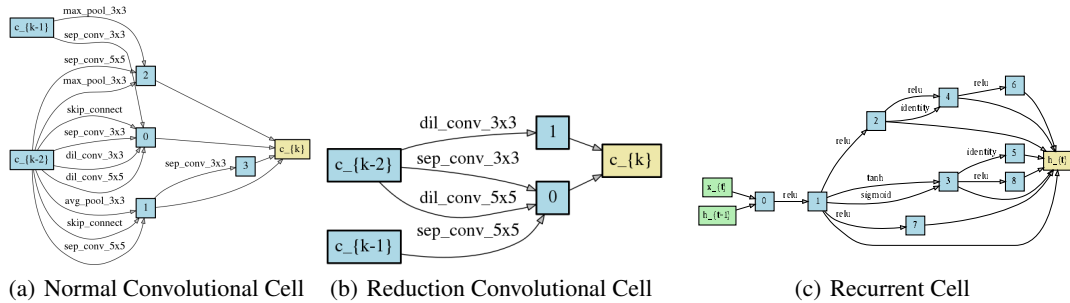 max_pool_3x3
c_{k-1}
sep_conv_3x3
sep_conv_5x5
2
max_pool_3x3
skip_connect
sep_conv_3x3
0
c_{k}
c_{k-2}
dil_conv_3x3
sep_conv_3x3
3
dil_conv_5x5
avg_pool_3x3
1
skip_connect
sep_conv_5x5
(a) Normal Convolutional Cell
dil_conv_3x3
1
c_{k-2}
sep_conv_3x3
c_{k}
dil_conv_5x5
0
c_{k-1}
sep_conv_5x5
(b) Reduction Convolutional Cell
relu
6
relu
4
identity
2
relu
identity
5
h_{t}
x_{t}
tanh
3
relu
8
0
relu
1
sigmoid
h_{t-1}
relu
7
(c) Recurrent Cell